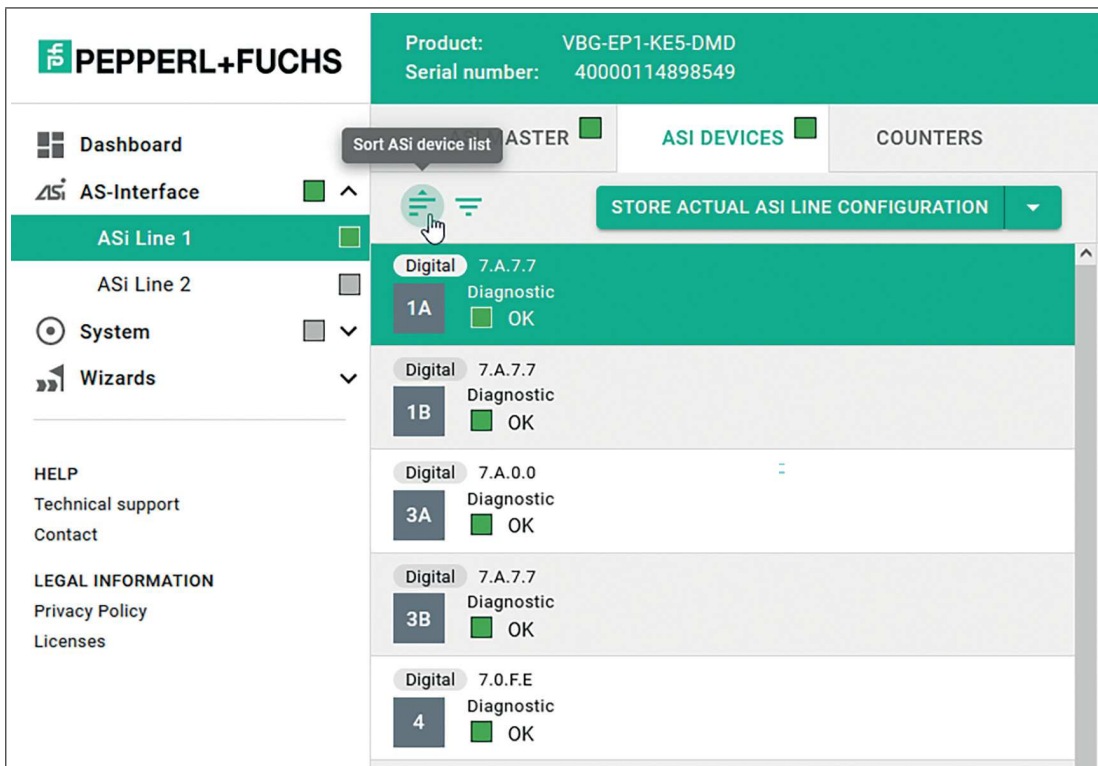 PEPPERL+FUCHS
Product: VBG-EP1-KE5-DMD
Serial number: 40000114898549
Dashboard
AS-Interface
ASi Line 1
ASi Line 2
System
Wizards
HELP
Technical support
Contact
LEGAL INFORMATION
Privacy Policy
Licenses
Sort ASi device list
MASTER
ASI DEVICES
COUNTERS
STORE ACTUAL ASI LINE CONFIGURATION
Digital 7.A.7.7
1A
Diagnostic
OK
Digital 7.A.7.7
1B
Diagnostic
OK
Digital 7.A.0.0
3A
Diagnostic
OK
Digital 7.A.7.7
3B
Diagnostic
OK
Digital 7.0.F.E
4
Diagnostic
OK